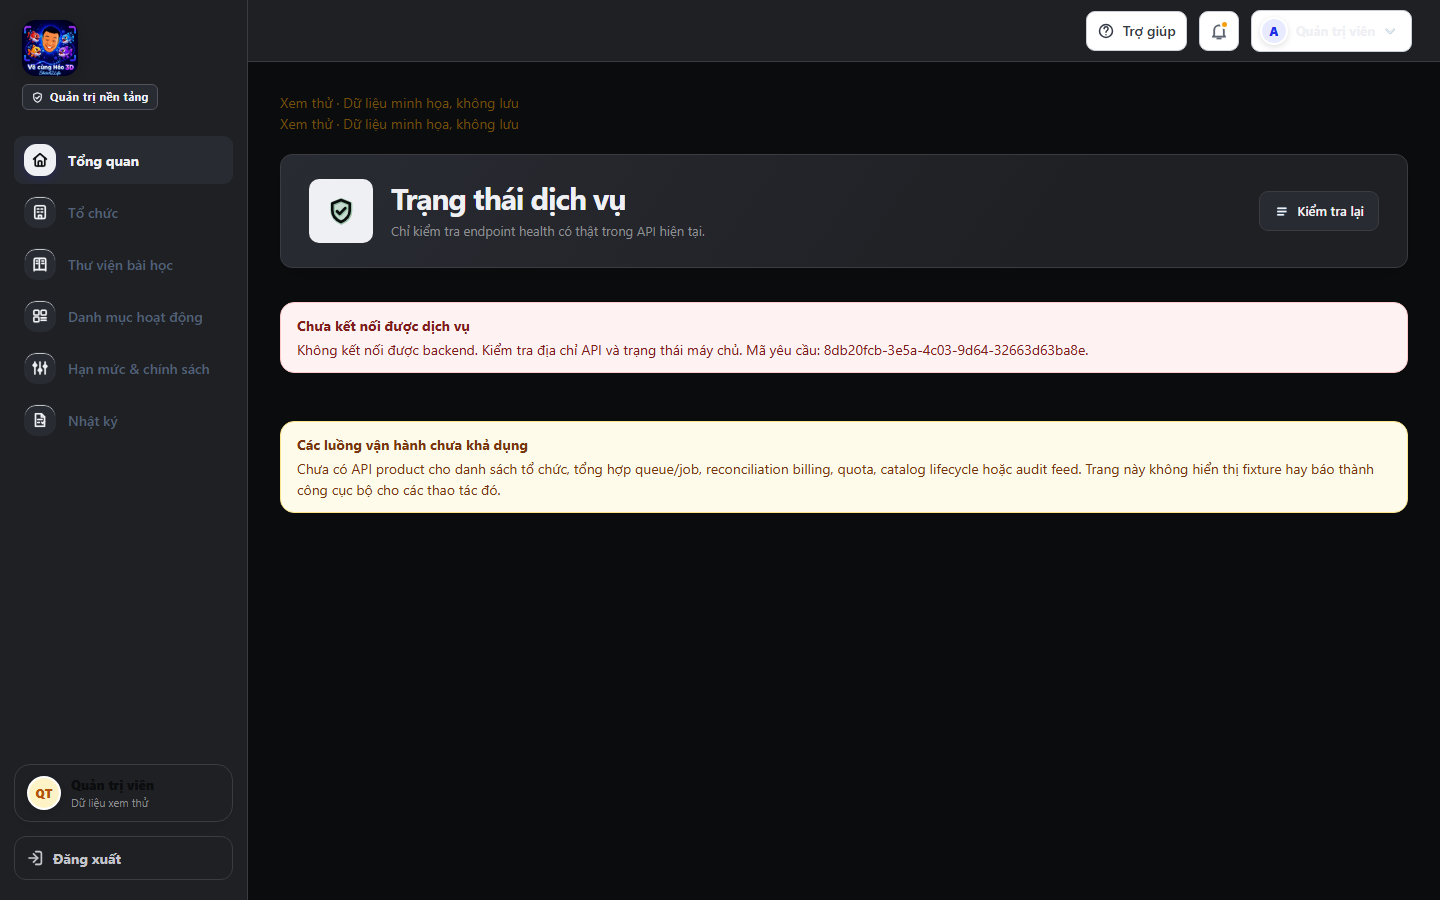 Vô cùng Hảo 3D
Quản trị nền tảng
Tổng quan
Tổ chức
Thư viện bài học
Danh mục hoạt động
Hạn mức & chính sách
Nhật ký
QT
Quản trị viên
Dữ liệu xem thử
Đăng xuất
Trợ giúp
A
Quản trị viên
Xem thử · Dữ liệu minh họa, không lưu
Xem thử · Dữ liệu minh họa, không lưu
Trạng thái dịch vụ
Chỉ kiểm tra endpoint health có thật trong API hiện tại.
Kiểm tra lại
Chưa kết nối được dịch vụ
Không kết nối được backend. Kiểm tra địa chỉ API và trạng thái máy chủ. Mã yêu cầu: 8db20fcb-3e5a-4c03-9d64-32663d63ba8e.
Các luồng vận hành chưa khả dụng
Chưa có API product cho danh sách tổ chức, tổng hợp queue/job, reconciliation billing, quota, catalog lifecycle hoặc audit feed. Trang này không hiển thị fixture hay báo thành
công cục bộ cho các thao tác đó.